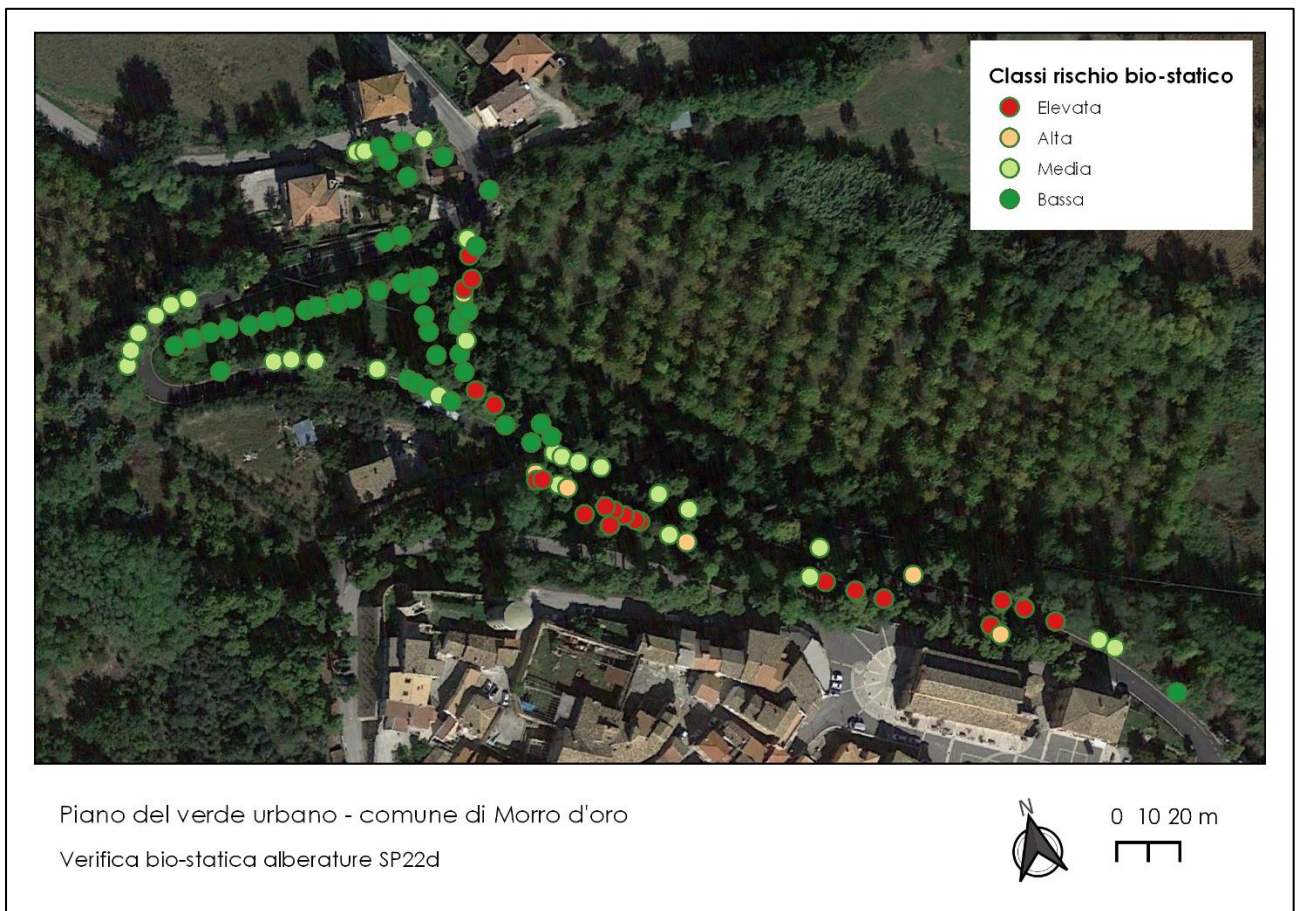 Classi rischio bio-statico
Elevata
Alta
Media
Bassa
Piano del verde urbano - comune di Morro d'oro
Verifica bio-statica alberature SP22d
N
0 10 20 m